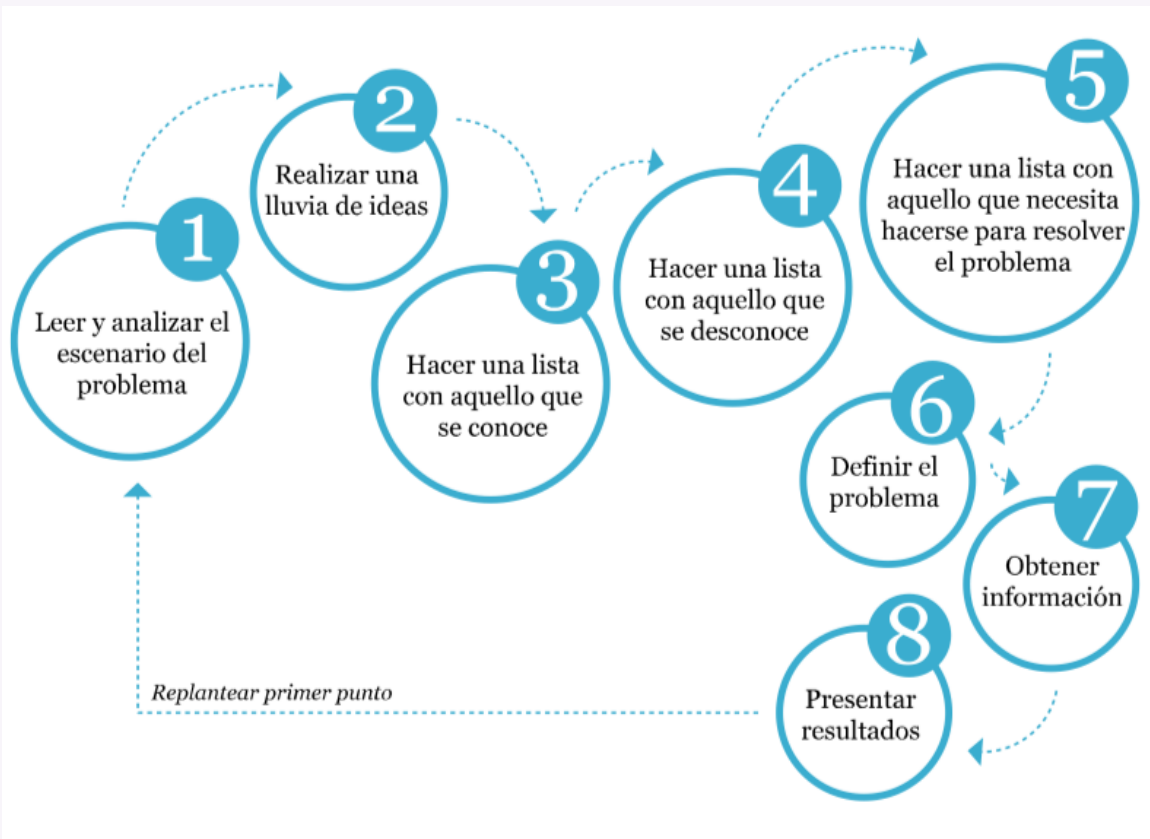 1
Leer y analizar el
escenario del
problema
2
Realizar una
lluvia de ideas
3
Hacer una lista
con aquello que
se conoce
4
Hacer una lista
con aquello que
se desconoce
5
Hacer una lista con
aquello que necesita
hacerse para resolver
el problema
6
Definir el
problema
7
Obtener
información
8
Presentar
resultados
Replantear primer punto